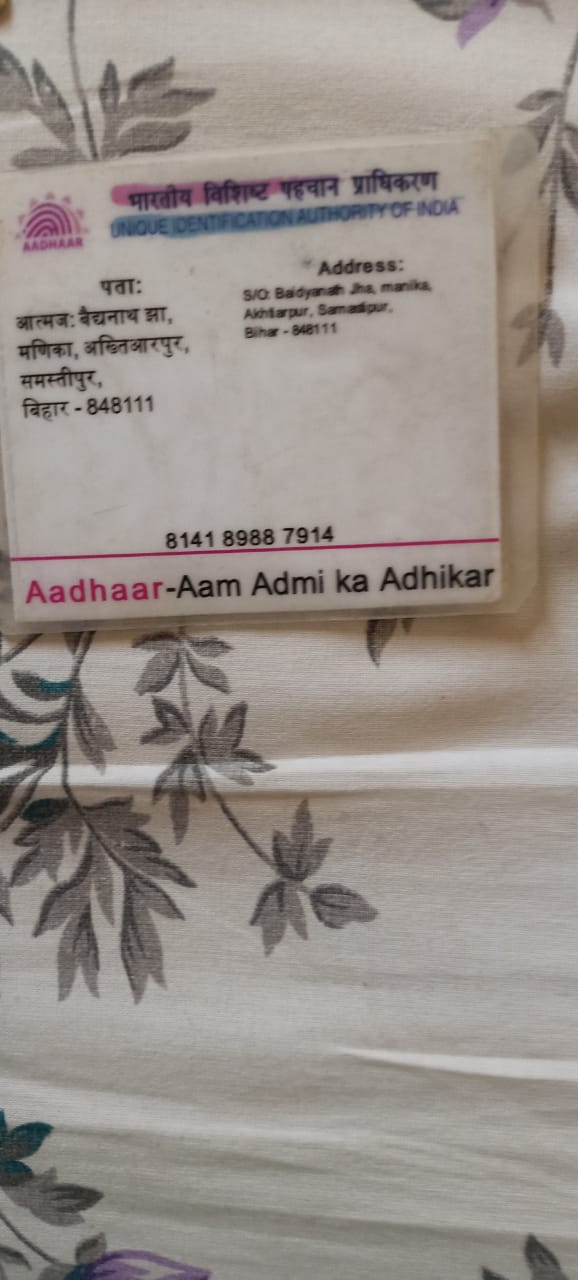 भारतीय विशिष्ट पहचान प्राधिकरण
UNIQUE IDENTIFICATION AUTHORITY OF INDIA
AADHAAR
पता:
आत्मज: बैद्यनाथ झा,
मणिका, अख्तिआरपुर,
समस्तीपुर,
बिहार - 848111
Address:
S/O: Baidyanath Jha, manika,
Akhtiarpur, Samastipur,
Bihar - 848111
8141 8988 7914
Aadhaar-Aam Admi ka Adhikar